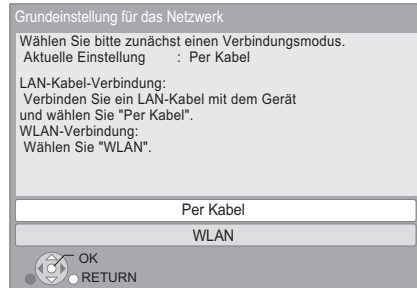 Grundeinstellung für das Netzwerk
Wählen Sie bitte zunächst einen Verbindungsmodus.
Aktuelle Einstellung : Per Kabel
LAN-Kabel-Verbindung:
Verbinden Sie ein LAN-Kabel mit dem Gerät
und wählen Sie "Per Kabel".
WLAN-Verbindung:
Wählen Sie "WLAN".
Per Kabel
WLAN
OK
RETURN